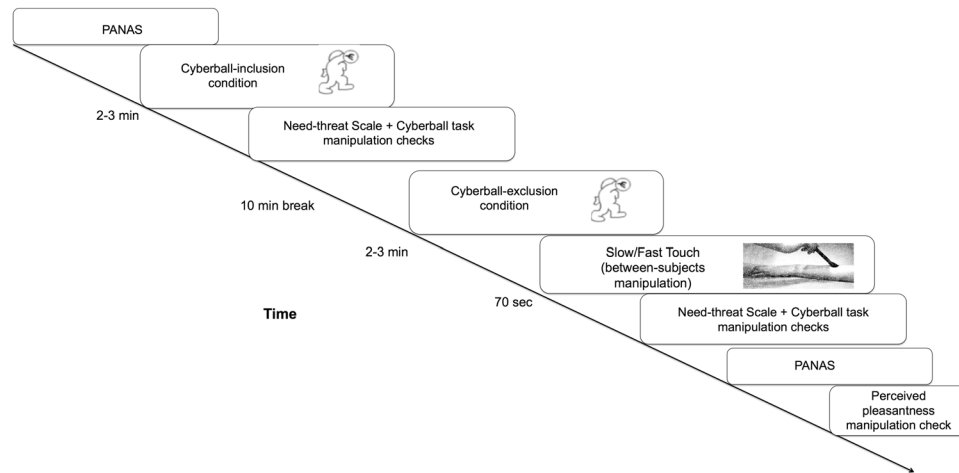 PANAS
Cyberball-inclusion
condition
2-3 min
Need-threat Scale + Cyberball task
manipulation checks
10 min break
Cyberball-exclusion
condition
2-3 min
Slow/Fast Touch
(between-subjects
manipulation)
70 sec
Time
Need-threat Scale + Cyberball task
manipulation checks
PANAS
Perceived
pleasantness
manipulation check